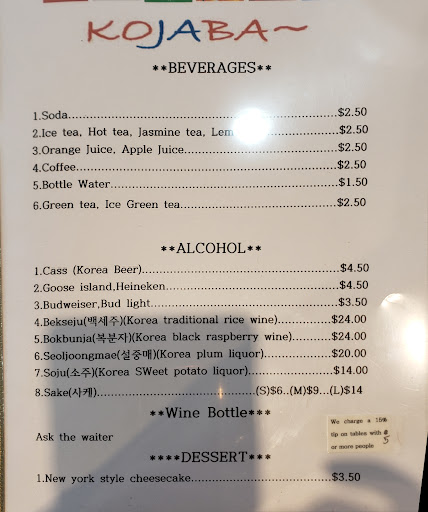 KOJABA~
**BEVERAGES**
1.Soda..........................................................................$2.50
2.Ice tea, Hot tea, Jasmine tea, Lem..................$2.50
3.Orange Juice, Apple Juice.........................................$2.50
4.Coffee.......................................................................$2.50
5.Bottle Water..............................................................$1.50
6.Green tea, Ice Green tea..........................................$2.50
**ALCOHOL**
1.Cass (Korea Beer)......................................................$4.50
2.Goose island,Heineken...............................................$4.50
3.Budweiser,Bud light...................................................$3.50
4.Bekseju(백세주)(Korea traditional rice wine)............$24.00
5.Bokbunja(복분자)(Korea black raspberry wine)..........$24.00
6.Seoljoongmae(설중매)(Korea plum liquor)..................$20.00
7.Soju(소주)(Korea SWeet potato liquor)......................$14.00
8.Sake(사케).......................................(S)$6..(M)$9...(L)$14
**Wine Bottle***
Ask the waiter
We charge a 15%
tip on tables with
5
or more people
****DESSERT***
1.New york style cheesecake...................................$3.50